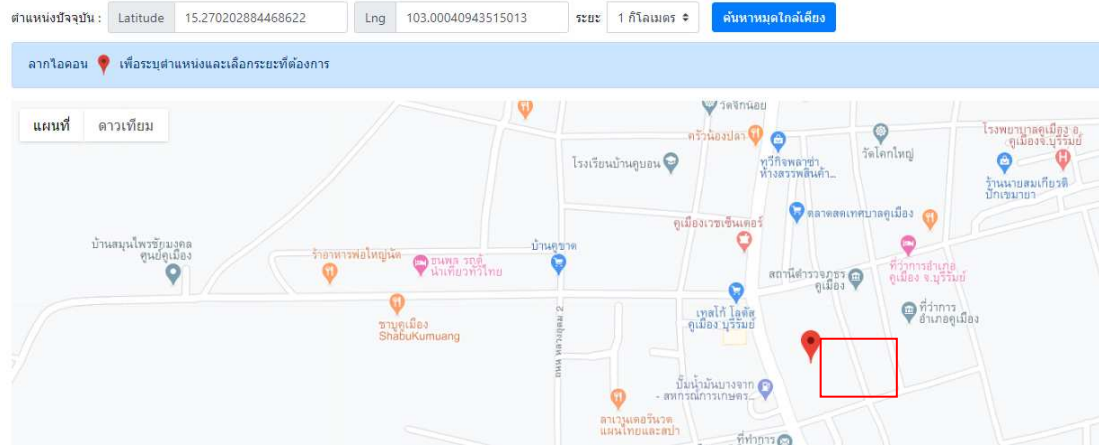 ตำแหน่งปัจจุบัน : Latitude 15.270202884468622 Lng 103.00040943515013 ระยะ 1 กิโลเมตร ค้นหาหมุดใกล้เคียง
ลากไอคอน เพื่อระบุตำแหน่งและเลือกระยะที่ต้องการ
แผนที่ ดาวเทียม
วัดจิกน้อย
ครัวน้องปลา
โรงเรียนบ้านคูบอน
ทวีกิจพลาซ่า
ห้างสรรพสินค้า...
วัดโคกใหญ่
โรงพยาบาลคูเมือง อ.
คูเมืองจ.บุรีรัมย์
ร้านนายสมเกียรติ
ปักเขมายา
ตลาดสดเทศบาลคูเมือง
คูเมืองเวชเซ็นเตอร์
บ้านสมุนไพรชัยมงคล
ศูนย์คูเมือง
ร้าอาหารพ่อใหญ่นัด
ธนพล รถตู้
นำเที่ยวทั่วไทย
บ้านคูขาด
สถานีตำรวจภูธร
คูเมือง
ที่ว่าการอำเภอ
คูเมือง จ.บุรีรัมย์
ที่ว่าการ
อำเภอคูเมือง
เทสโก้ โลตัส
คูเมือง บุรีรัมย์
ชาบูคูเมือง
ShabuKumuang
ถนน หลวงอุดม 2
ปั๊มน้ำมันบางจาก
- สหกรณ์การเกษตร...
ลาเวนเดอร์นวด
แผนไทยและสปา
ที่ทำการ